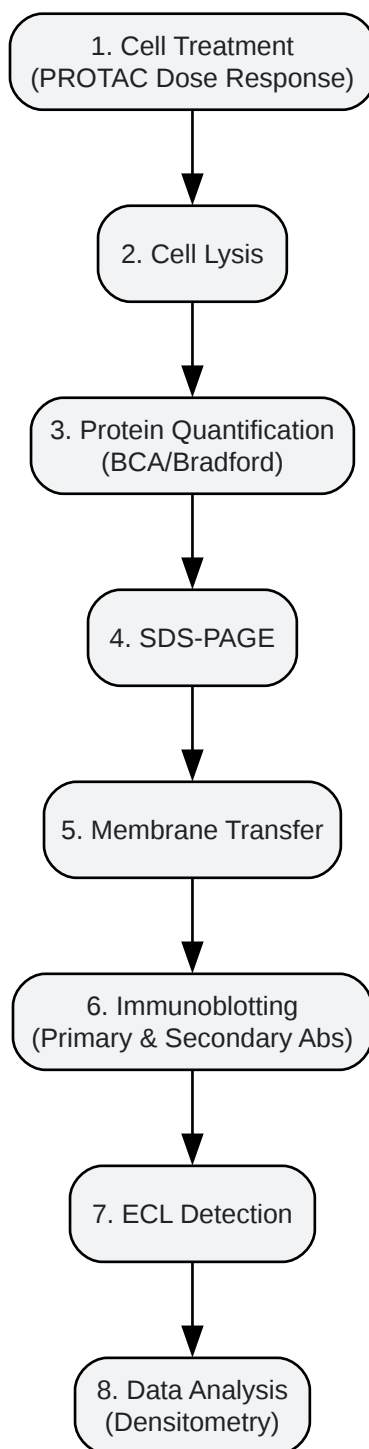 1. Cell Treatment
(PROTAC Dose Response)
2. Cell Lysis
3. Protein Quantification
(BCA/Bradford)
4. SDS-PAGE
5. Membrane Transfer
6. Immunoblotting
(Primary & Secondary Abs)
7. ECL Detection
8. Data Analysis
(Densitometry)